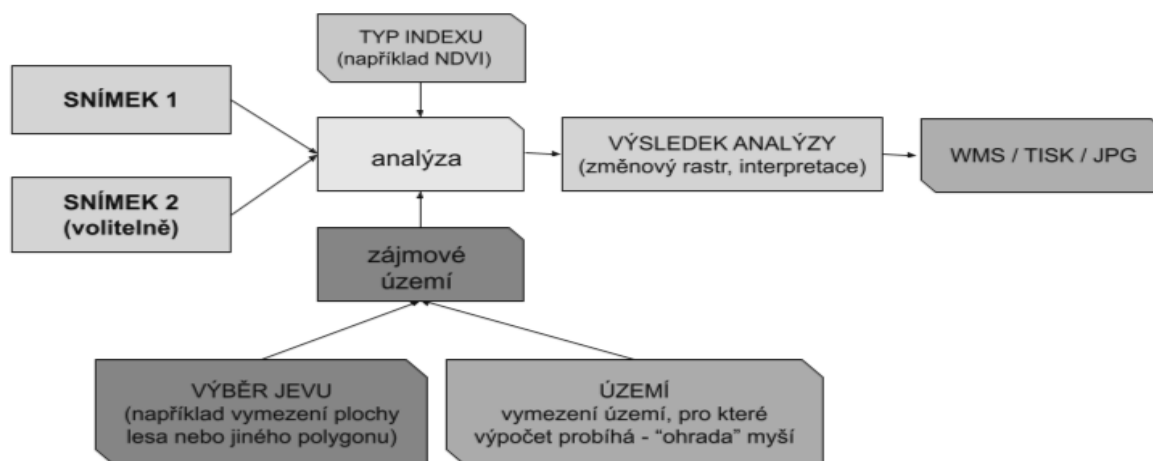 TYP INDEXU
(například NDVI)
SNÍMEK 1
SNÍMEK 2
(volitelně)
analýza
VÝSLEDEK ANALÝZY
(změnový rastr, interpretace)
WMS / TISK / JPG
zájmové
území
VÝBĚR JEVU
(například vymezení plochy
lesa nebo jiného polygonu)
ÚZEMÍ
vymezení území, pro které
výpočet probíhá - “ohrada” myší